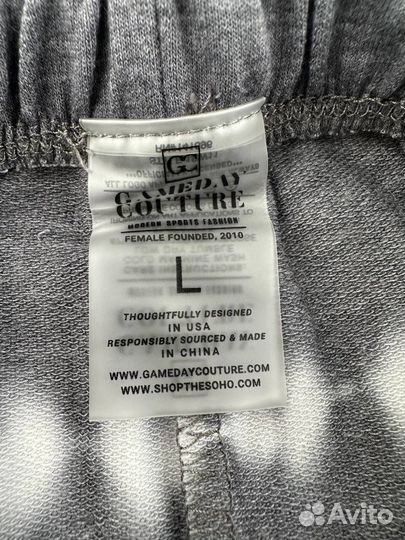 G
GAMEDAY
COUTURE
MODERN SPORTS FASHION
FEMALE FOUNDED, 2010
L
THOUGHTFULLY DESIGNED
IN USA
RESPONSIBLY SOURCED & MADE
IN CHINA
WWW.GAMEDAYCOUTURE.COM
WWW.SHOPTHESOHO.COM
Avito